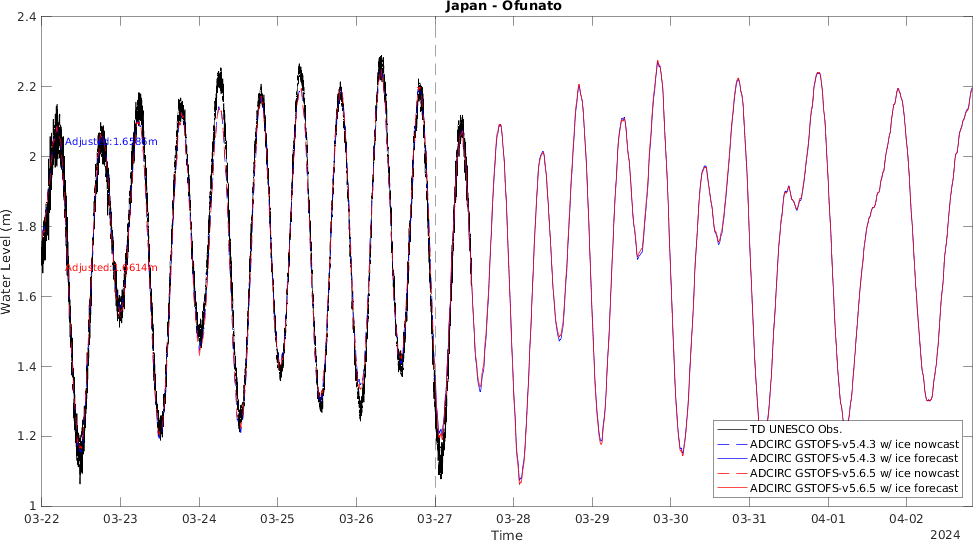 Japan - Ofunato
2.4
2.2
2
1.8
1.6
1.4
1.2
1
Water Level (m)
Adjusted:1.6586m
Adjusted:1.6614m
TD UNESCO Obs.
ADCIRC GSTOFS-v5.4.3 w/ ice nowcast
ADCIRC GSTOFS-v5.4.3 w/ ice forecast
ADCIRC GSTOFS-v5.6.5 w/ ice nowcast
ADCIRC GSTOFS-v5.6.5 w/ ice forecast
03-22 03-23 03-24 03-25 03-26 03-27 03-28 03-29 03-30 03-31 04-01 04-02
Time
2024